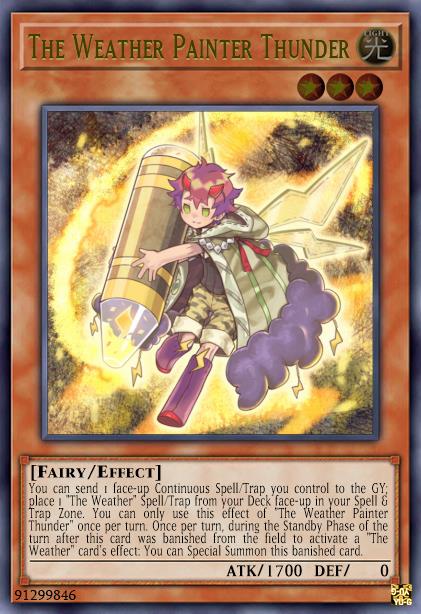 THE WEATHER PAINTER THUNDER
LIGHT
光
[FAIRY/EFFECT]
You can send 1 face-up Continuous Spell/Trap you control to the GY;
place 1 "The Weather" Spell/Trap from your Deck face-up in your Spell &
Trap Zone. You can only use this effect of "The Weather Painter
Thunder" once per turn. Once per turn, during the Standby Phase of the
turn after this card was banished from the field to activate a "The
Weather" card's effect: You can Special Summon this banished card.
ATK/1700 DEF/ 0
91299846